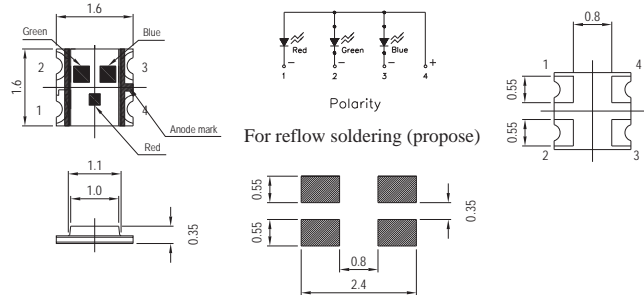 1.6
Green
Blue
1.6
2
3
1
4
Anode mark
Red
Red
Green
Blue
+
− − −
1 2 3 4
Polarity
For reflow soldering (propose)
0.8
1
4
0.55
0.55
2
3
1.1
1.0
0.35
0.55
0.55
0.35
0.8
2.4